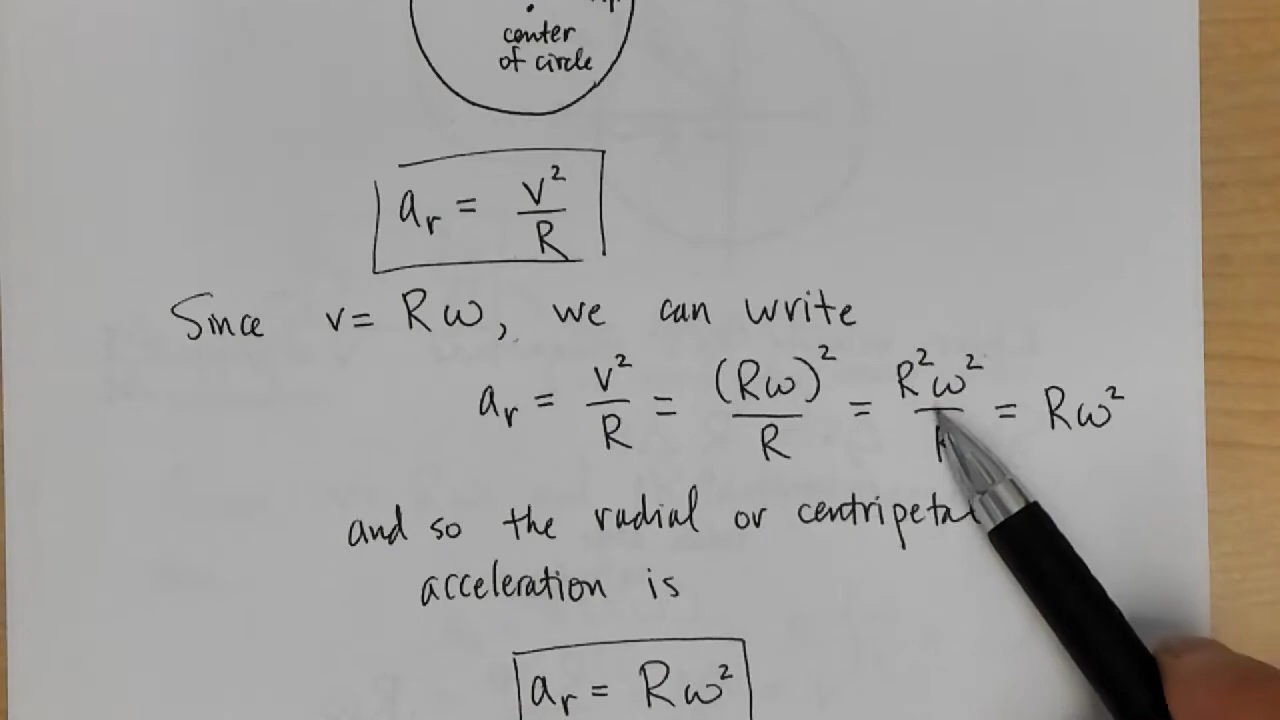 center
of circle
a_r = v²/R
Since v = Rω, we can write
a_r = v²/R = (Rω)²/R = R²ω²/R = Rω²
and so the radial or centripetal
acceleration is
a_r = Rω²